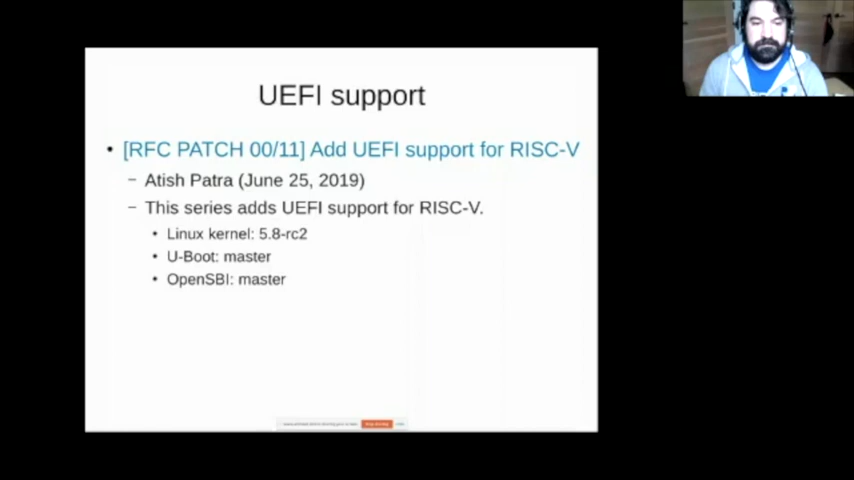 UEFI support
• [RFC PATCH 00/11] Add UEFI support for RISC-V
– Atish Patra (June 25, 2019)
– This series adds UEFI support for RISC-V.
• Linux kernel: 5.8-rc2
• U-Boot: master
• OpenSBI: master